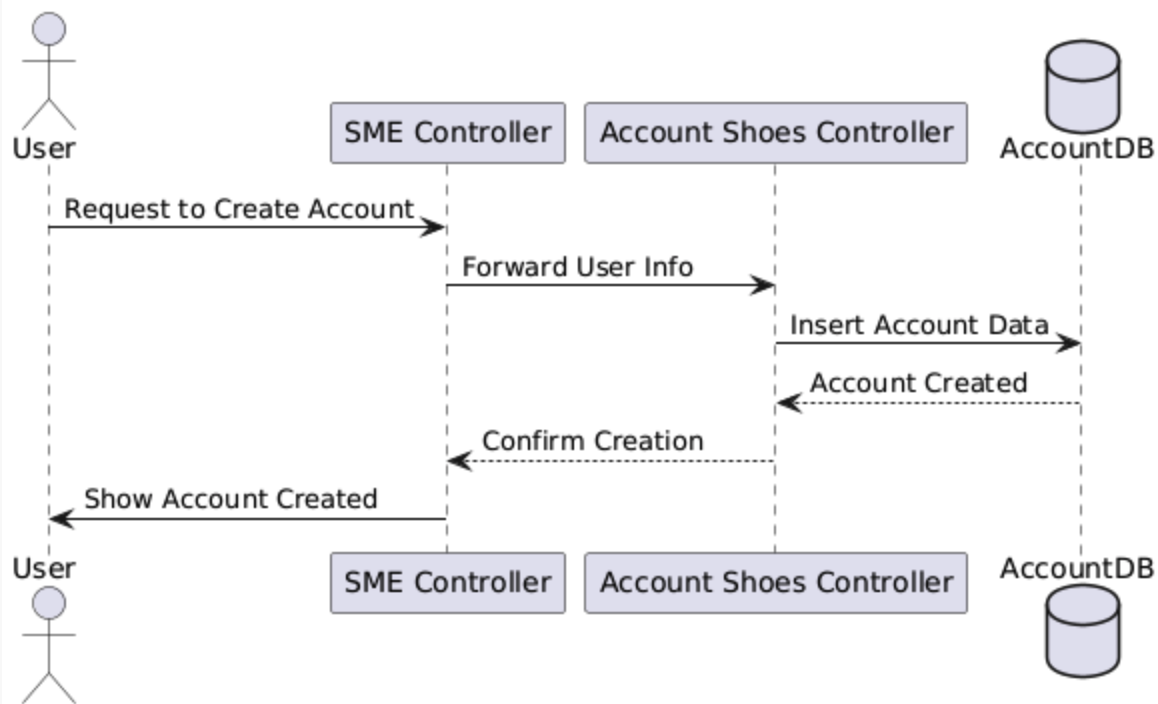 User
SME Controller
Account Shoes Controller
AccountDB
Request to Create Account
Forward User Info
Insert Account Data
Account Created
Confirm Creation
Show Account Created
User
SME Controller
Account Shoes Controller
AccountDB